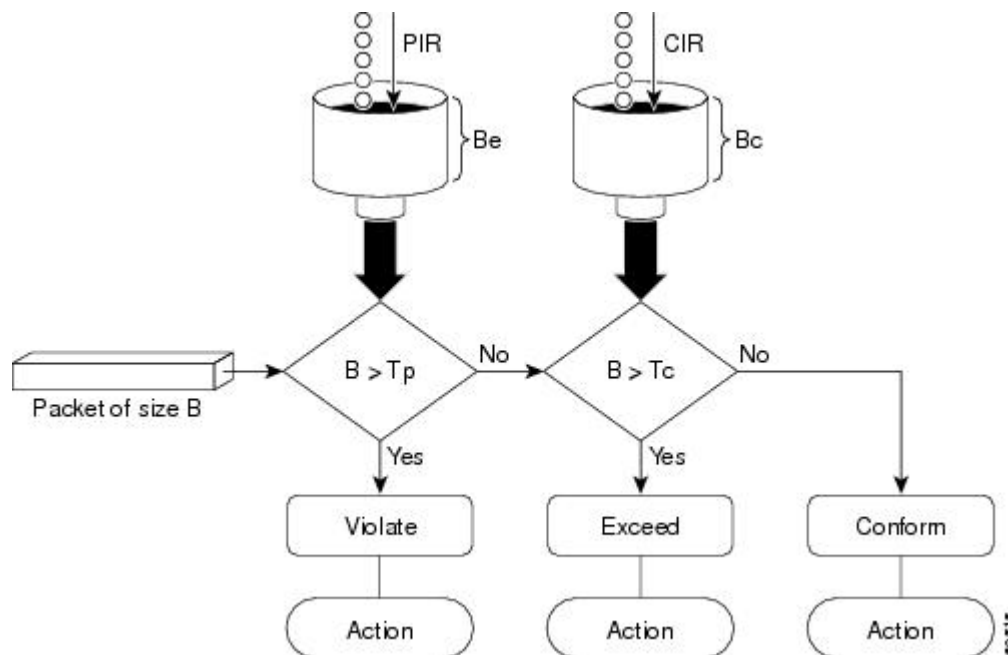 PIR
CIR
Be
Bc
Packet of size B
B > Tp
No
B > Tc
No
Yes
Yes
Violate
Exceed
Conform
Action
Action
Action